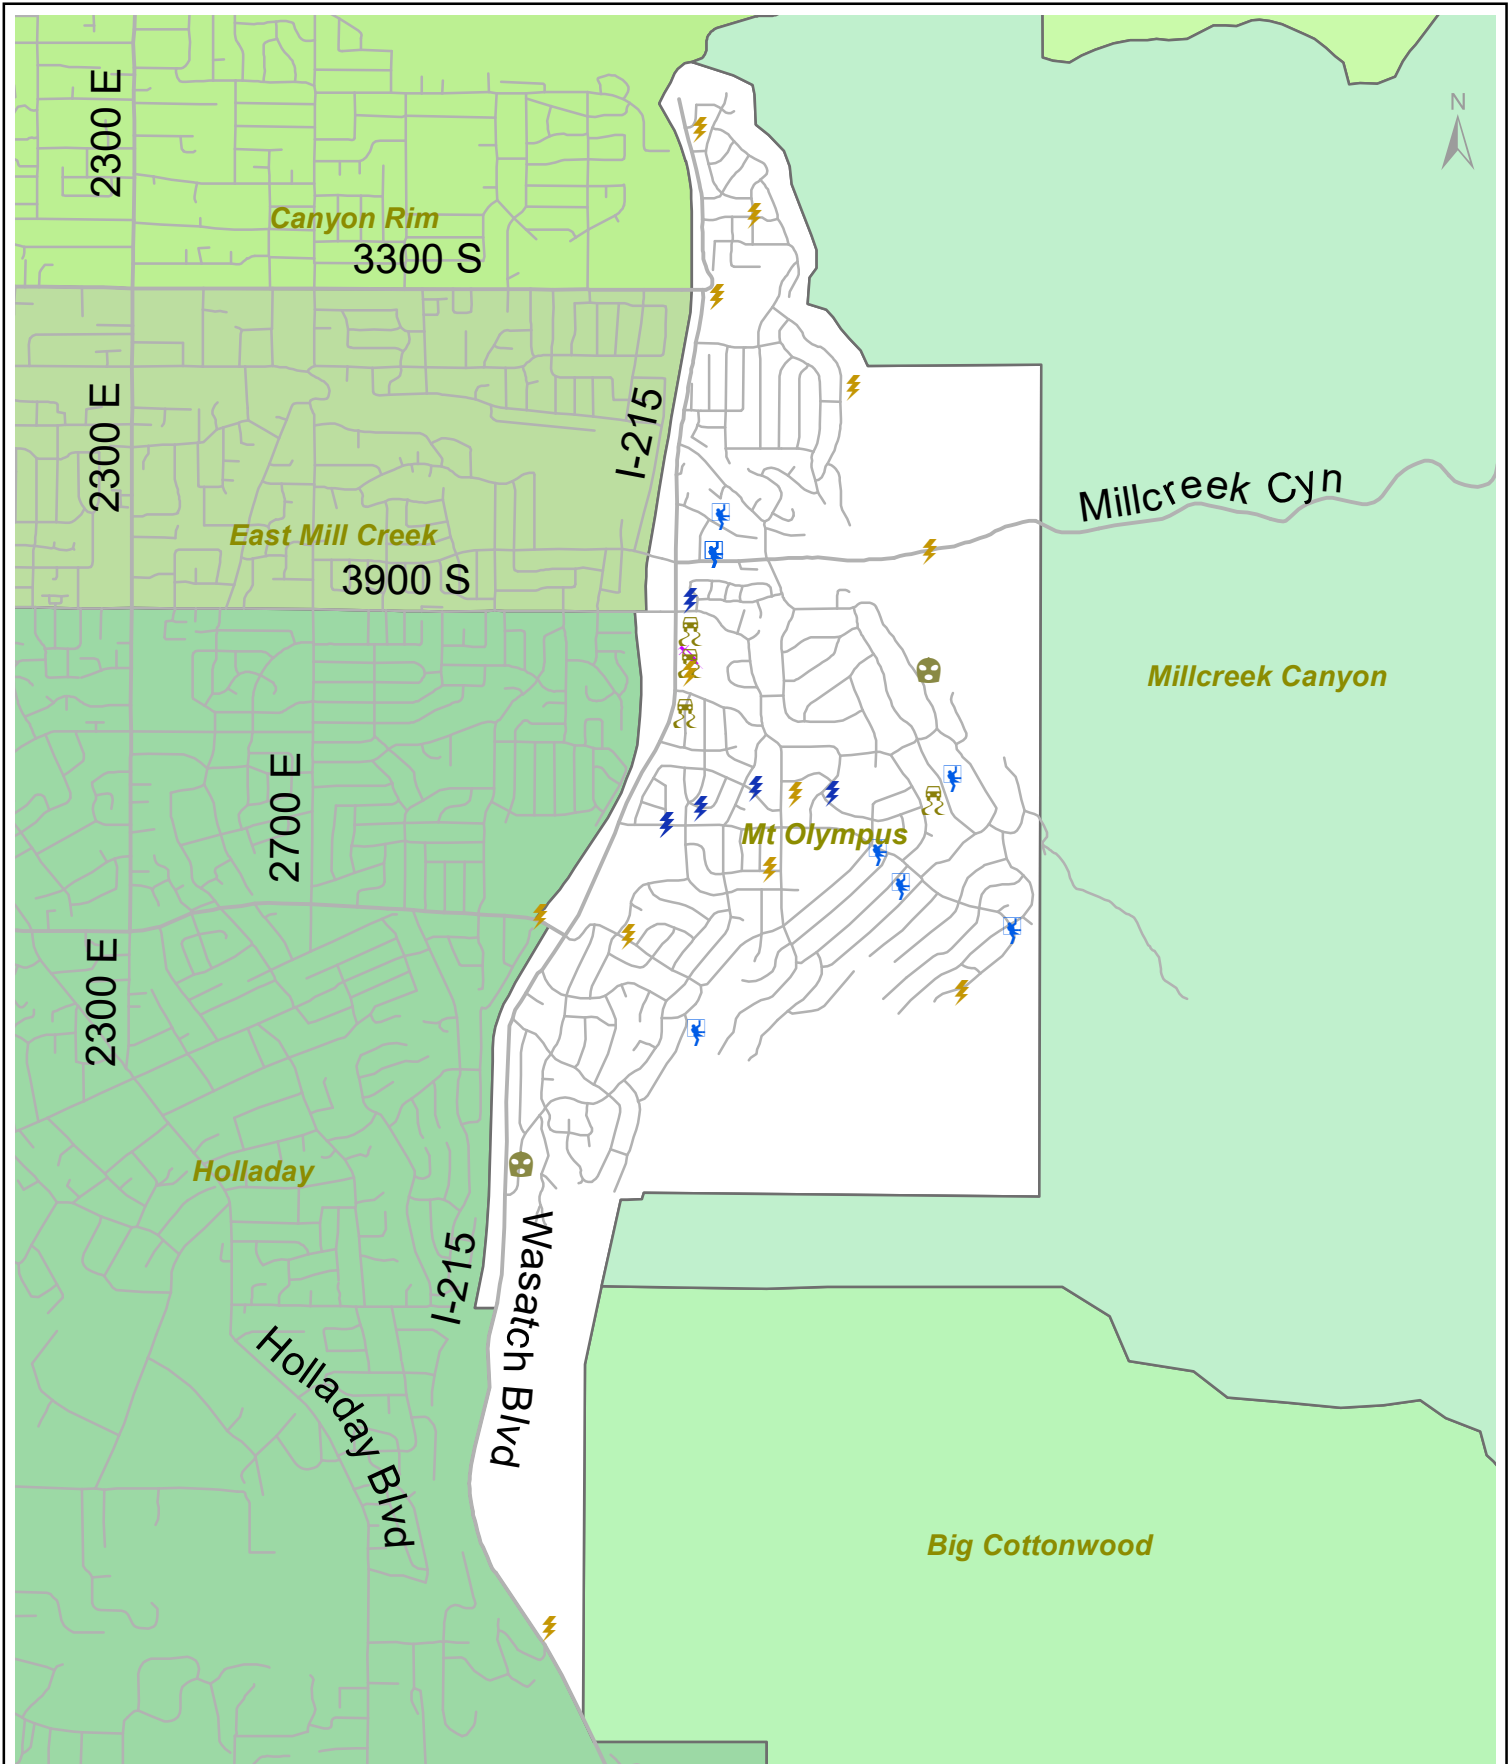 2300 E
N
Canyon Rim
3300 S
2300 E
I-215
Millcreek Cyn
East Mill Creek
3900 S
Millcreek Canyon
2700 E
Mt Olympus
2300 E
Holladay
I-215
Wasatch Blvd
Holladay Blvd
Big Cottonwood